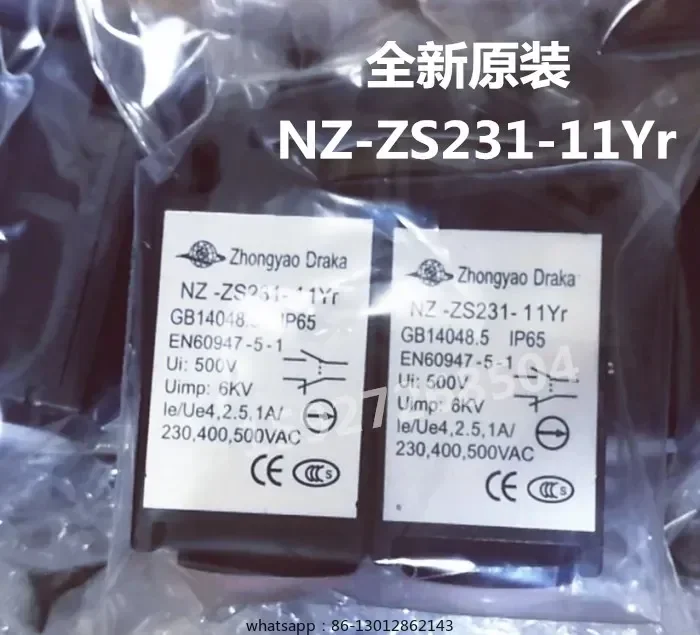 全新原装
NZ-ZS231-11Yr
Zhongyao Draka
NZ -ZS231- 11Yr
GB14048.5 IP65
EN60947-5-1
Ui: 500V
Uimp: 6KV
Ie/Ue4,2.5,1A/
230,400,500VAC
CE CCC S
Zhongyao Draka
NZ -ZS231- 11Yr
GB14048.5 IP65
EN60947-5-1
Ui: 500V
Uimp: 6KV
Ie/Ue4,2.5,1A/
230,400,500VAC
CE CCC S
whatsapp : 86-13012862143